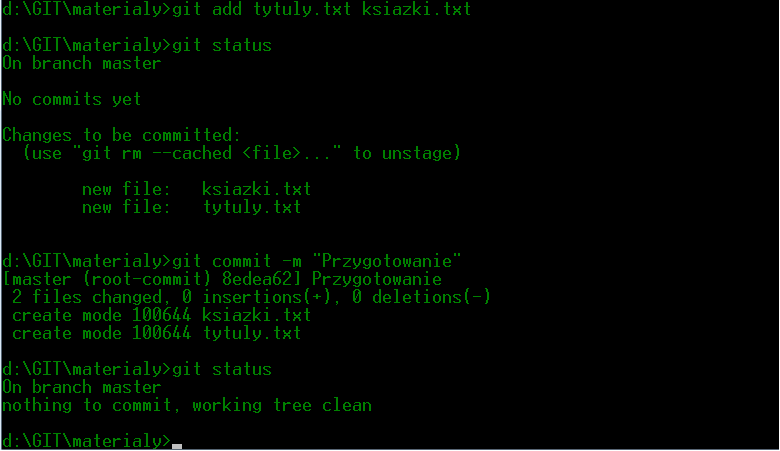 d:\GIT\materialy>git add tytuly.txt ksiazki.txt
d:\GIT\materialy>git status
On branch master
No commits yet
Changes to be committed:
  (use "git rm --cached <file>..." to unstage)
        new file:   ksiazki.txt
        new file:   tytuly.txt
d:\GIT\materialy>git commit -m "Przygotowanie"
[master (root-commit) 8edea62] Przygotowanie
 2 files changed, 0 insertions(+), 0 deletions(-)
 create mode 100644 ksiazki.txt
 create mode 100644 tytuly.txt
d:\GIT\materialy>git status
On branch master
nothing to commit, working tree clean
d:\GIT\materialy>